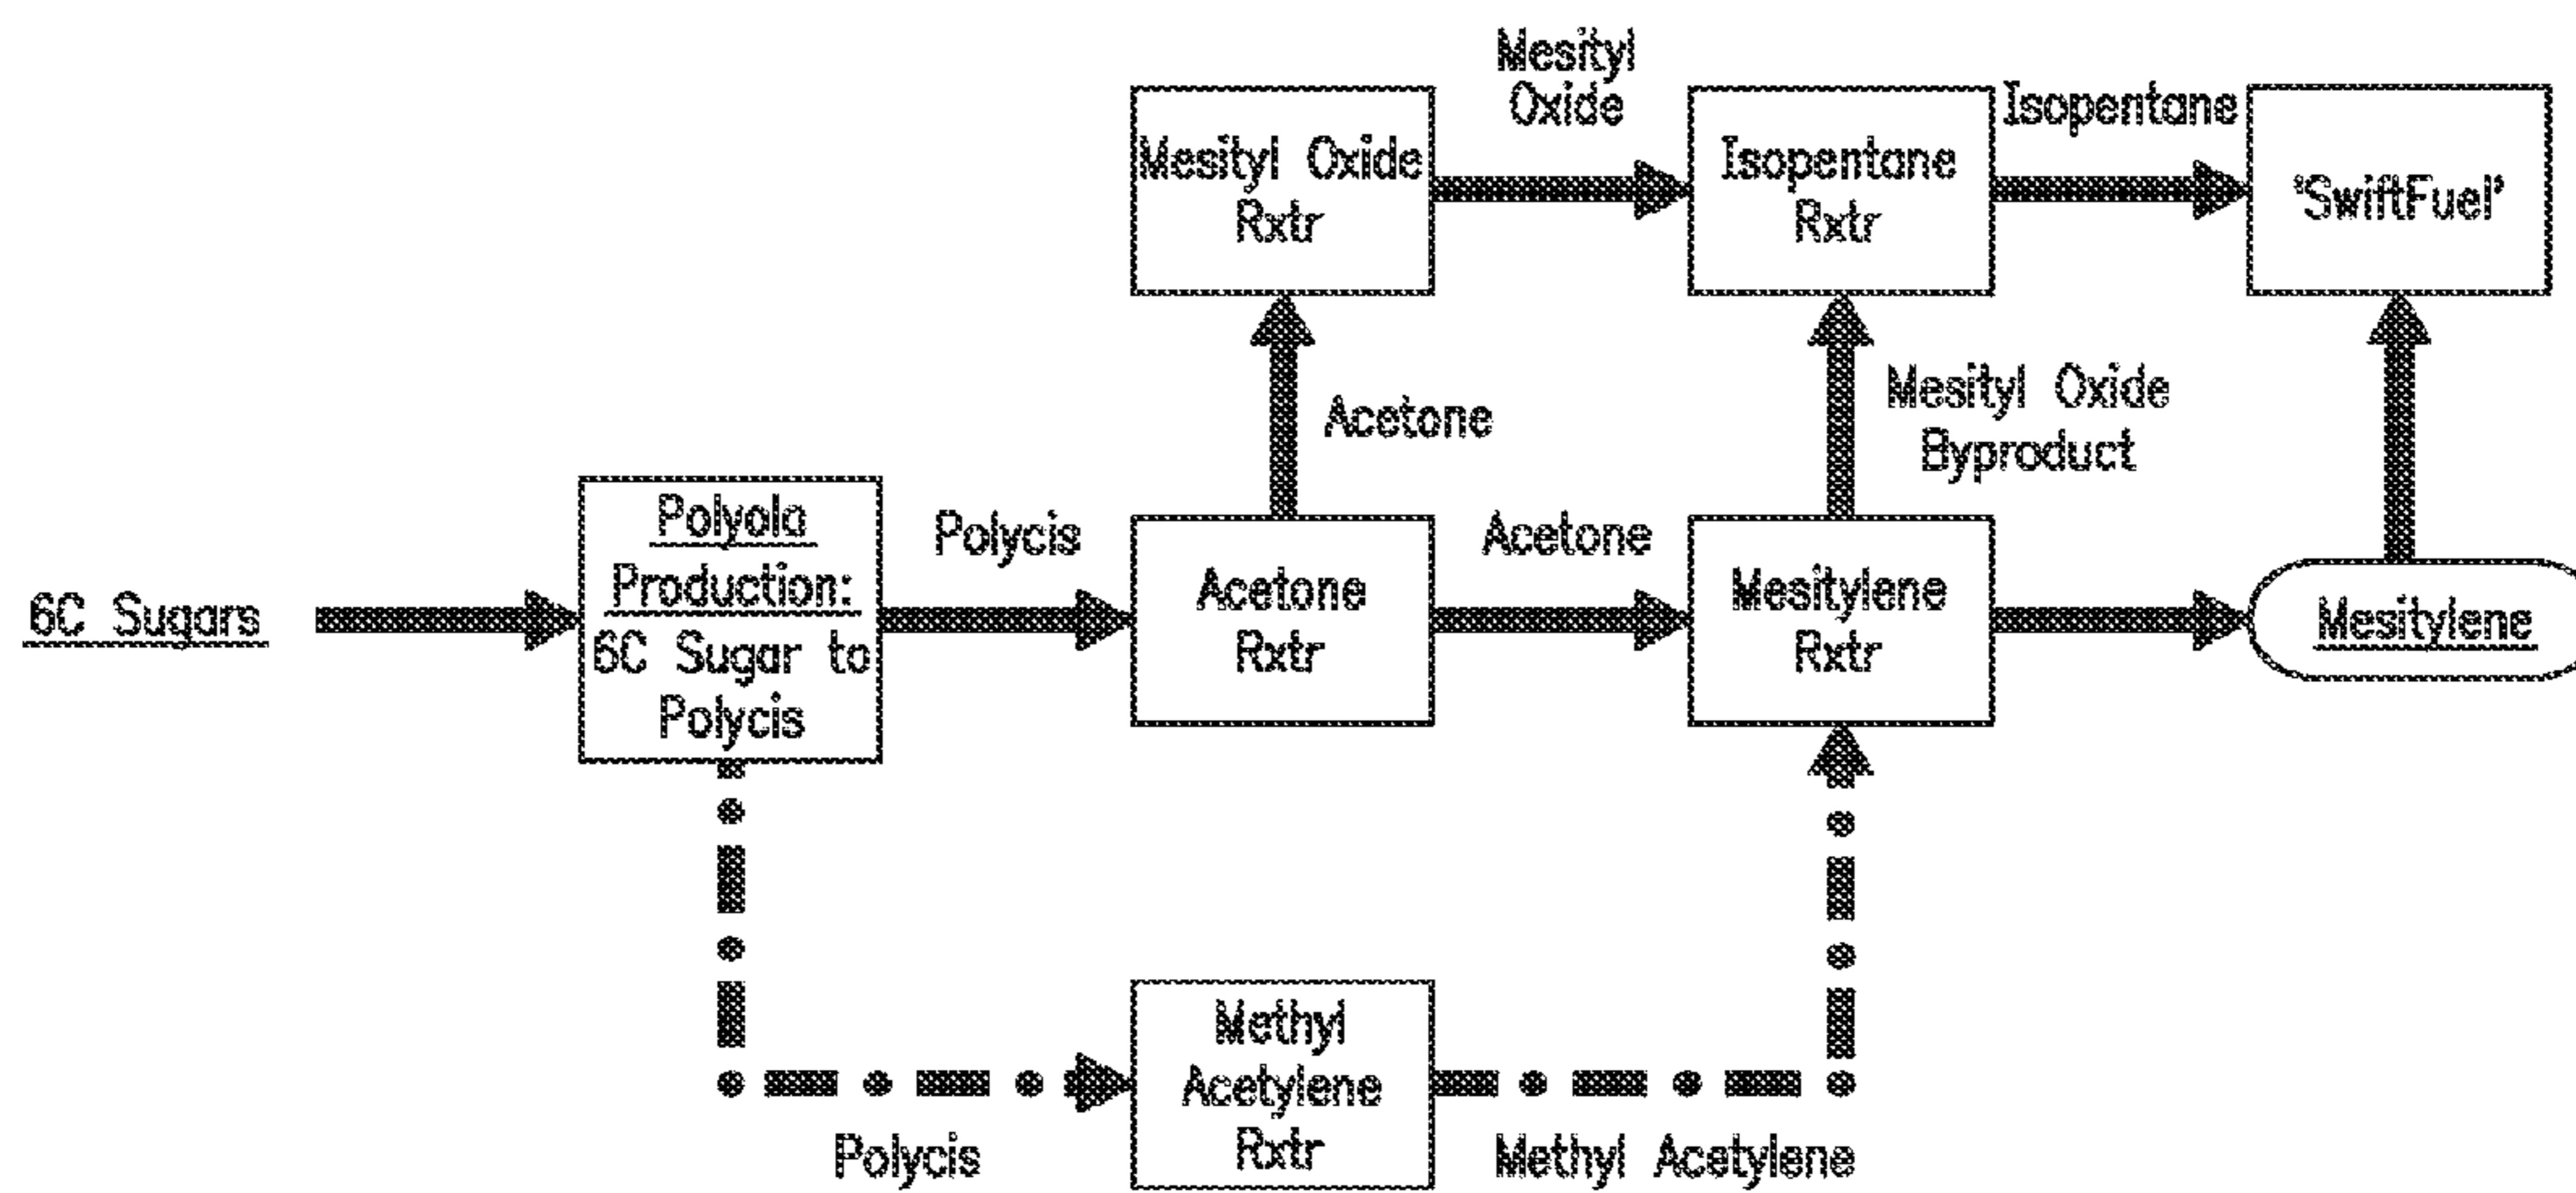 Mesityl
Oxide
Isopentane
Mesityl Oxide
Rxtr
Isopentane
Rxtr
‘SwiftFuel’
Acetone
Mesityl Oxide
Byproduct
6C Sugars
Polyola
Production:
6C Sugar to
Polycis
Polycis
Acetone
Rxtr
Acetone
Mesitylene
Rxtr
Mesitylene
Polycis
Methyl
Acetylene
Rxtr
Methyl Acetylene